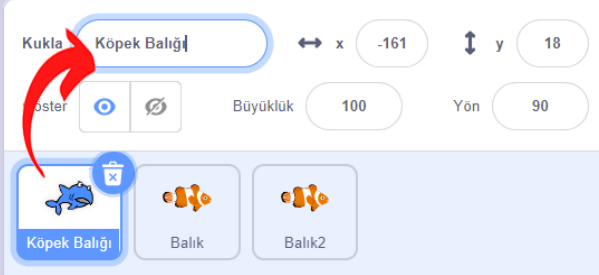 Kukla Köpek Balığı x -161 y 18
Göster Büyüklük 100 Yön 90
Köpek Balığı Balık Balık2